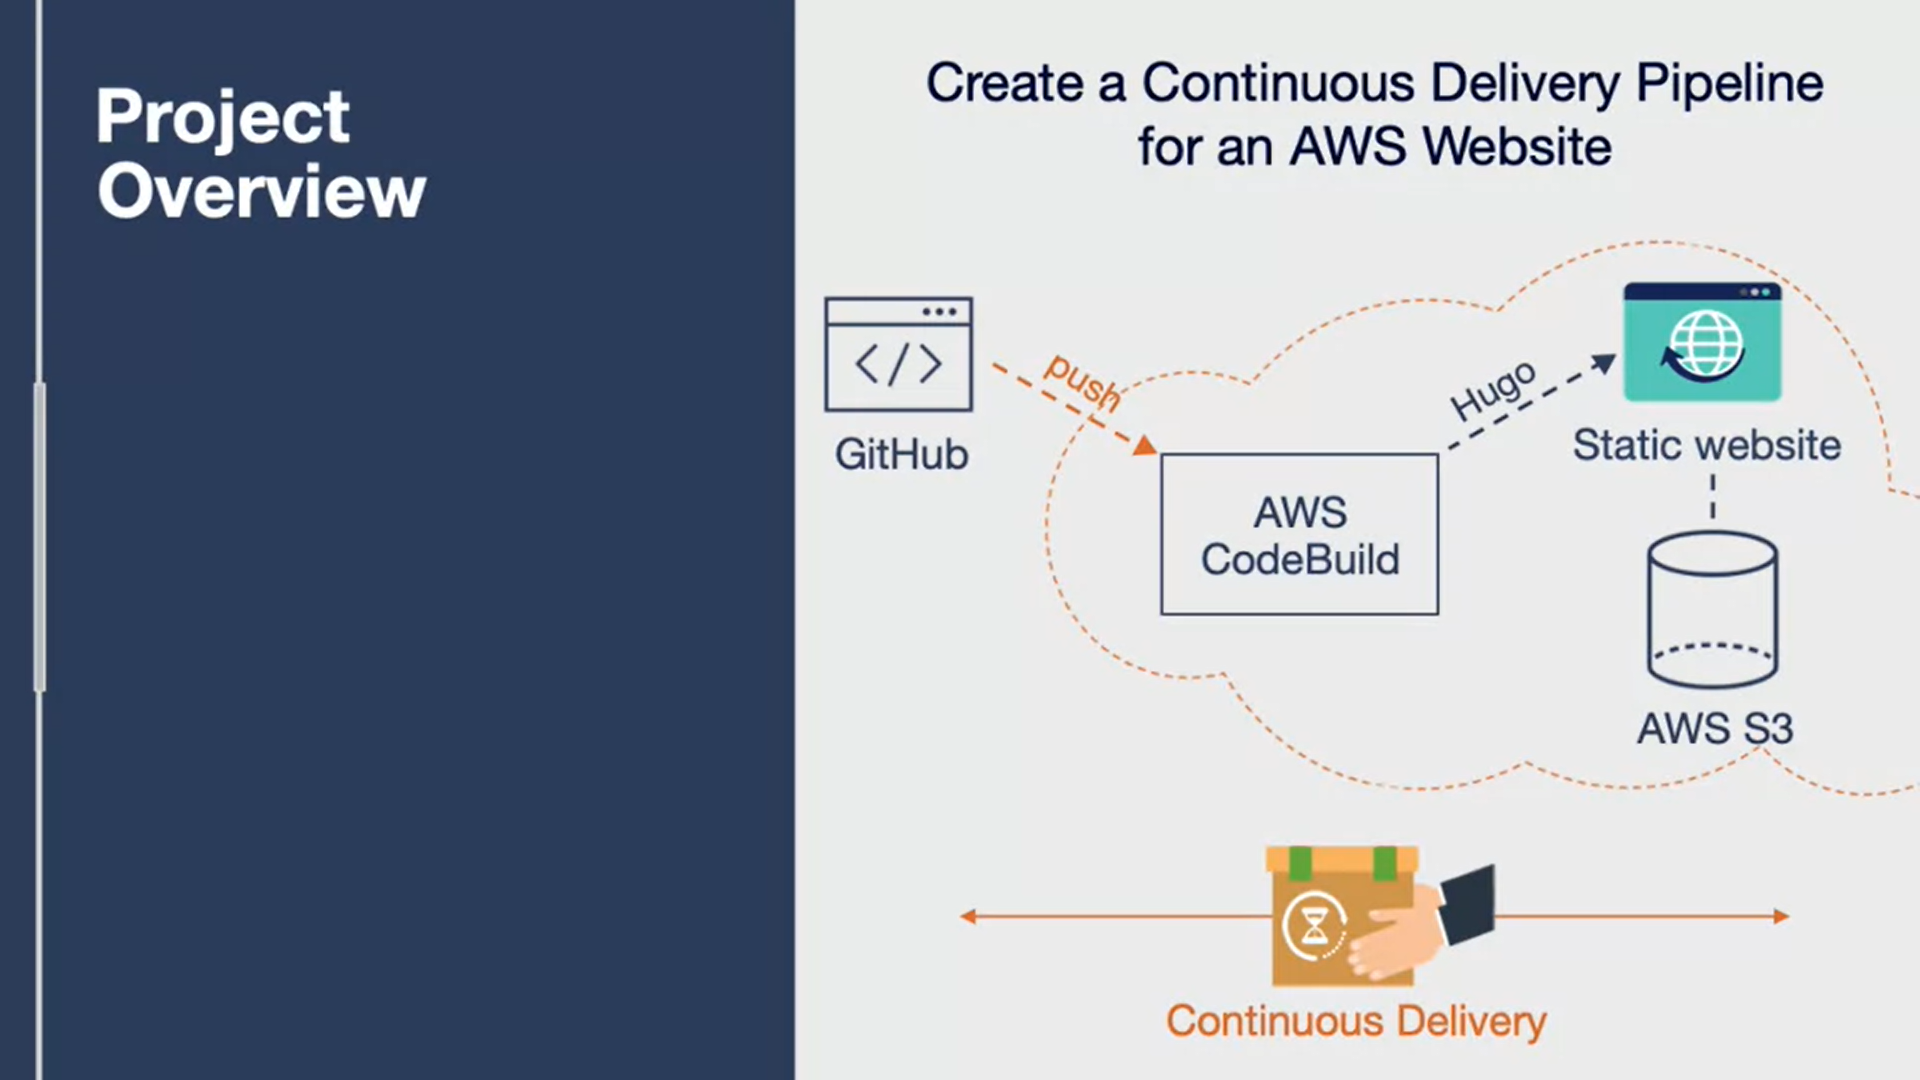 Project
Overview
Create a Continuous Delivery Pipeline
for an AWS Website
</>
GitHub
push
AWS
CodeBuild
Hugo
Static website
AWS S3
Continuous Delivery